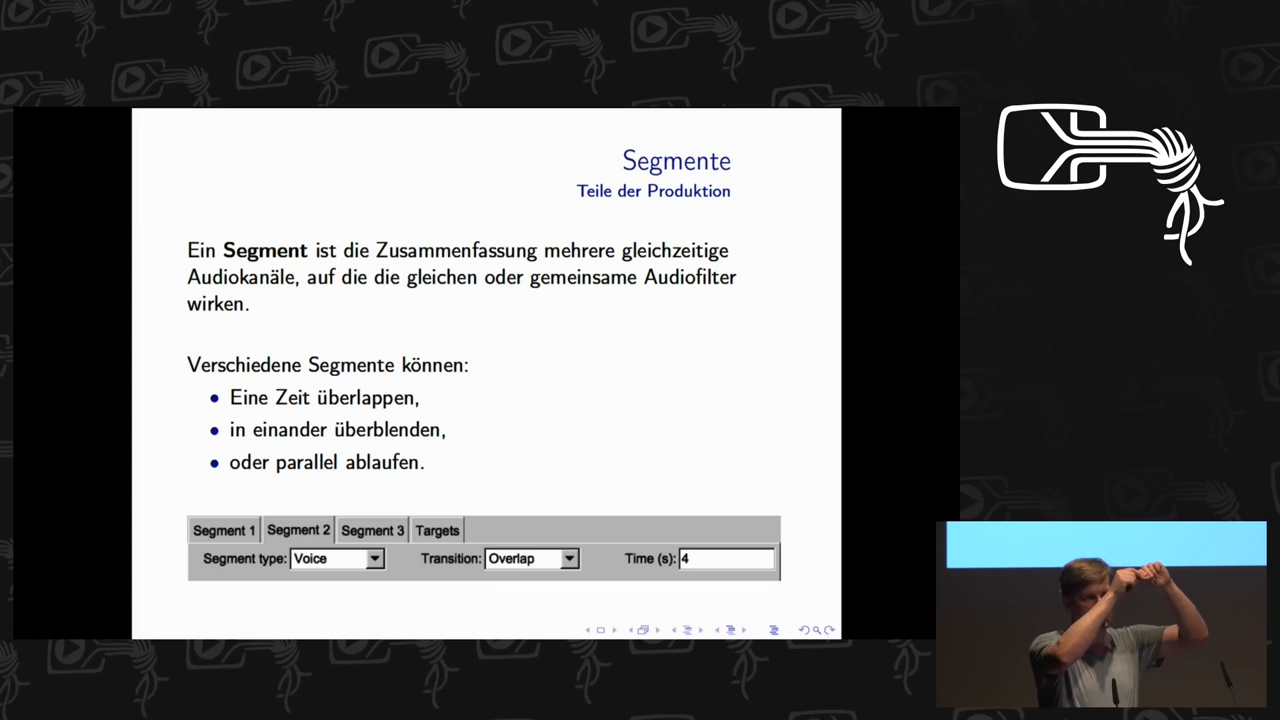 Segmente
Teile der Produktion
Ein Segment ist die Zusammenfassung mehrere gleichzeitige
Audiokanäle, auf die die gleichen oder gemeinsame Audiofilter
wirken.
Verschiedene Segmente können:
• Eine Zeit überlappen,
• in einander überblenden,
• oder parallel ablaufen.
Segment 1 Segment 2 Segment 3 Targets
Segment type: Voice Transition: Overlap Time (s): 4